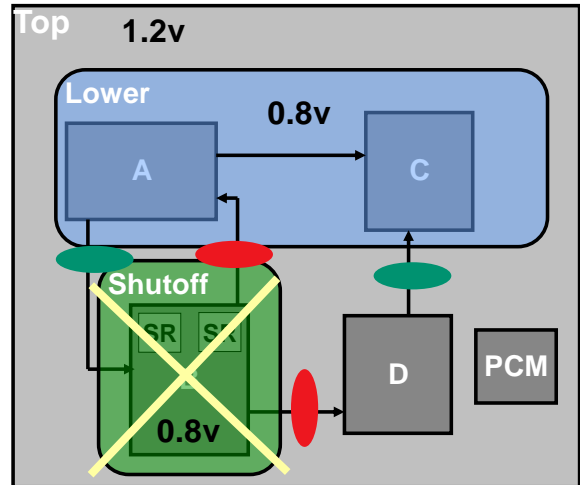 Top
1.2v
Lower
0.8v
A
C
Shutoff
SR
SR
B
D
PCM
0.8v